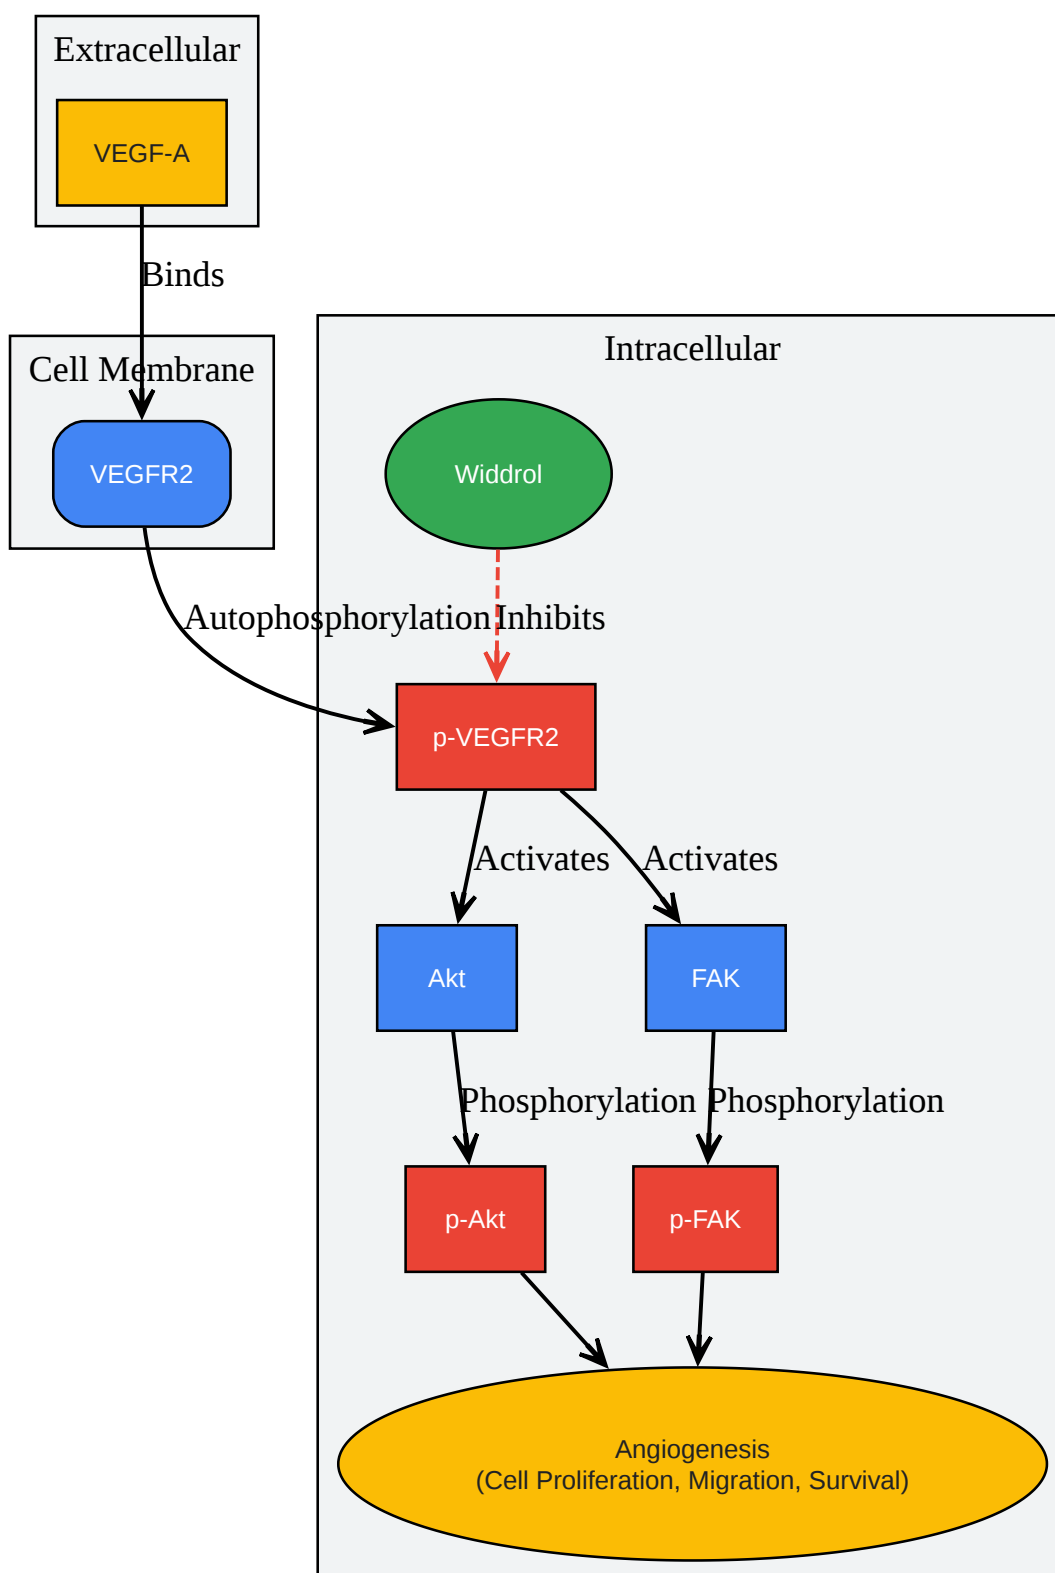 Extracellular
VEGF-A
Binds
Cell Membrane
VEGFR2
Intracellular
Widdrol
Autophosphorylation
Inhibits
p-VEGFR2
Activates
Activates
Akt
FAK
Phosphorylation
Phosphorylation
p-Akt
p-FAK
Angiogenesis
(Cell Proliferation, Migration, Survival)